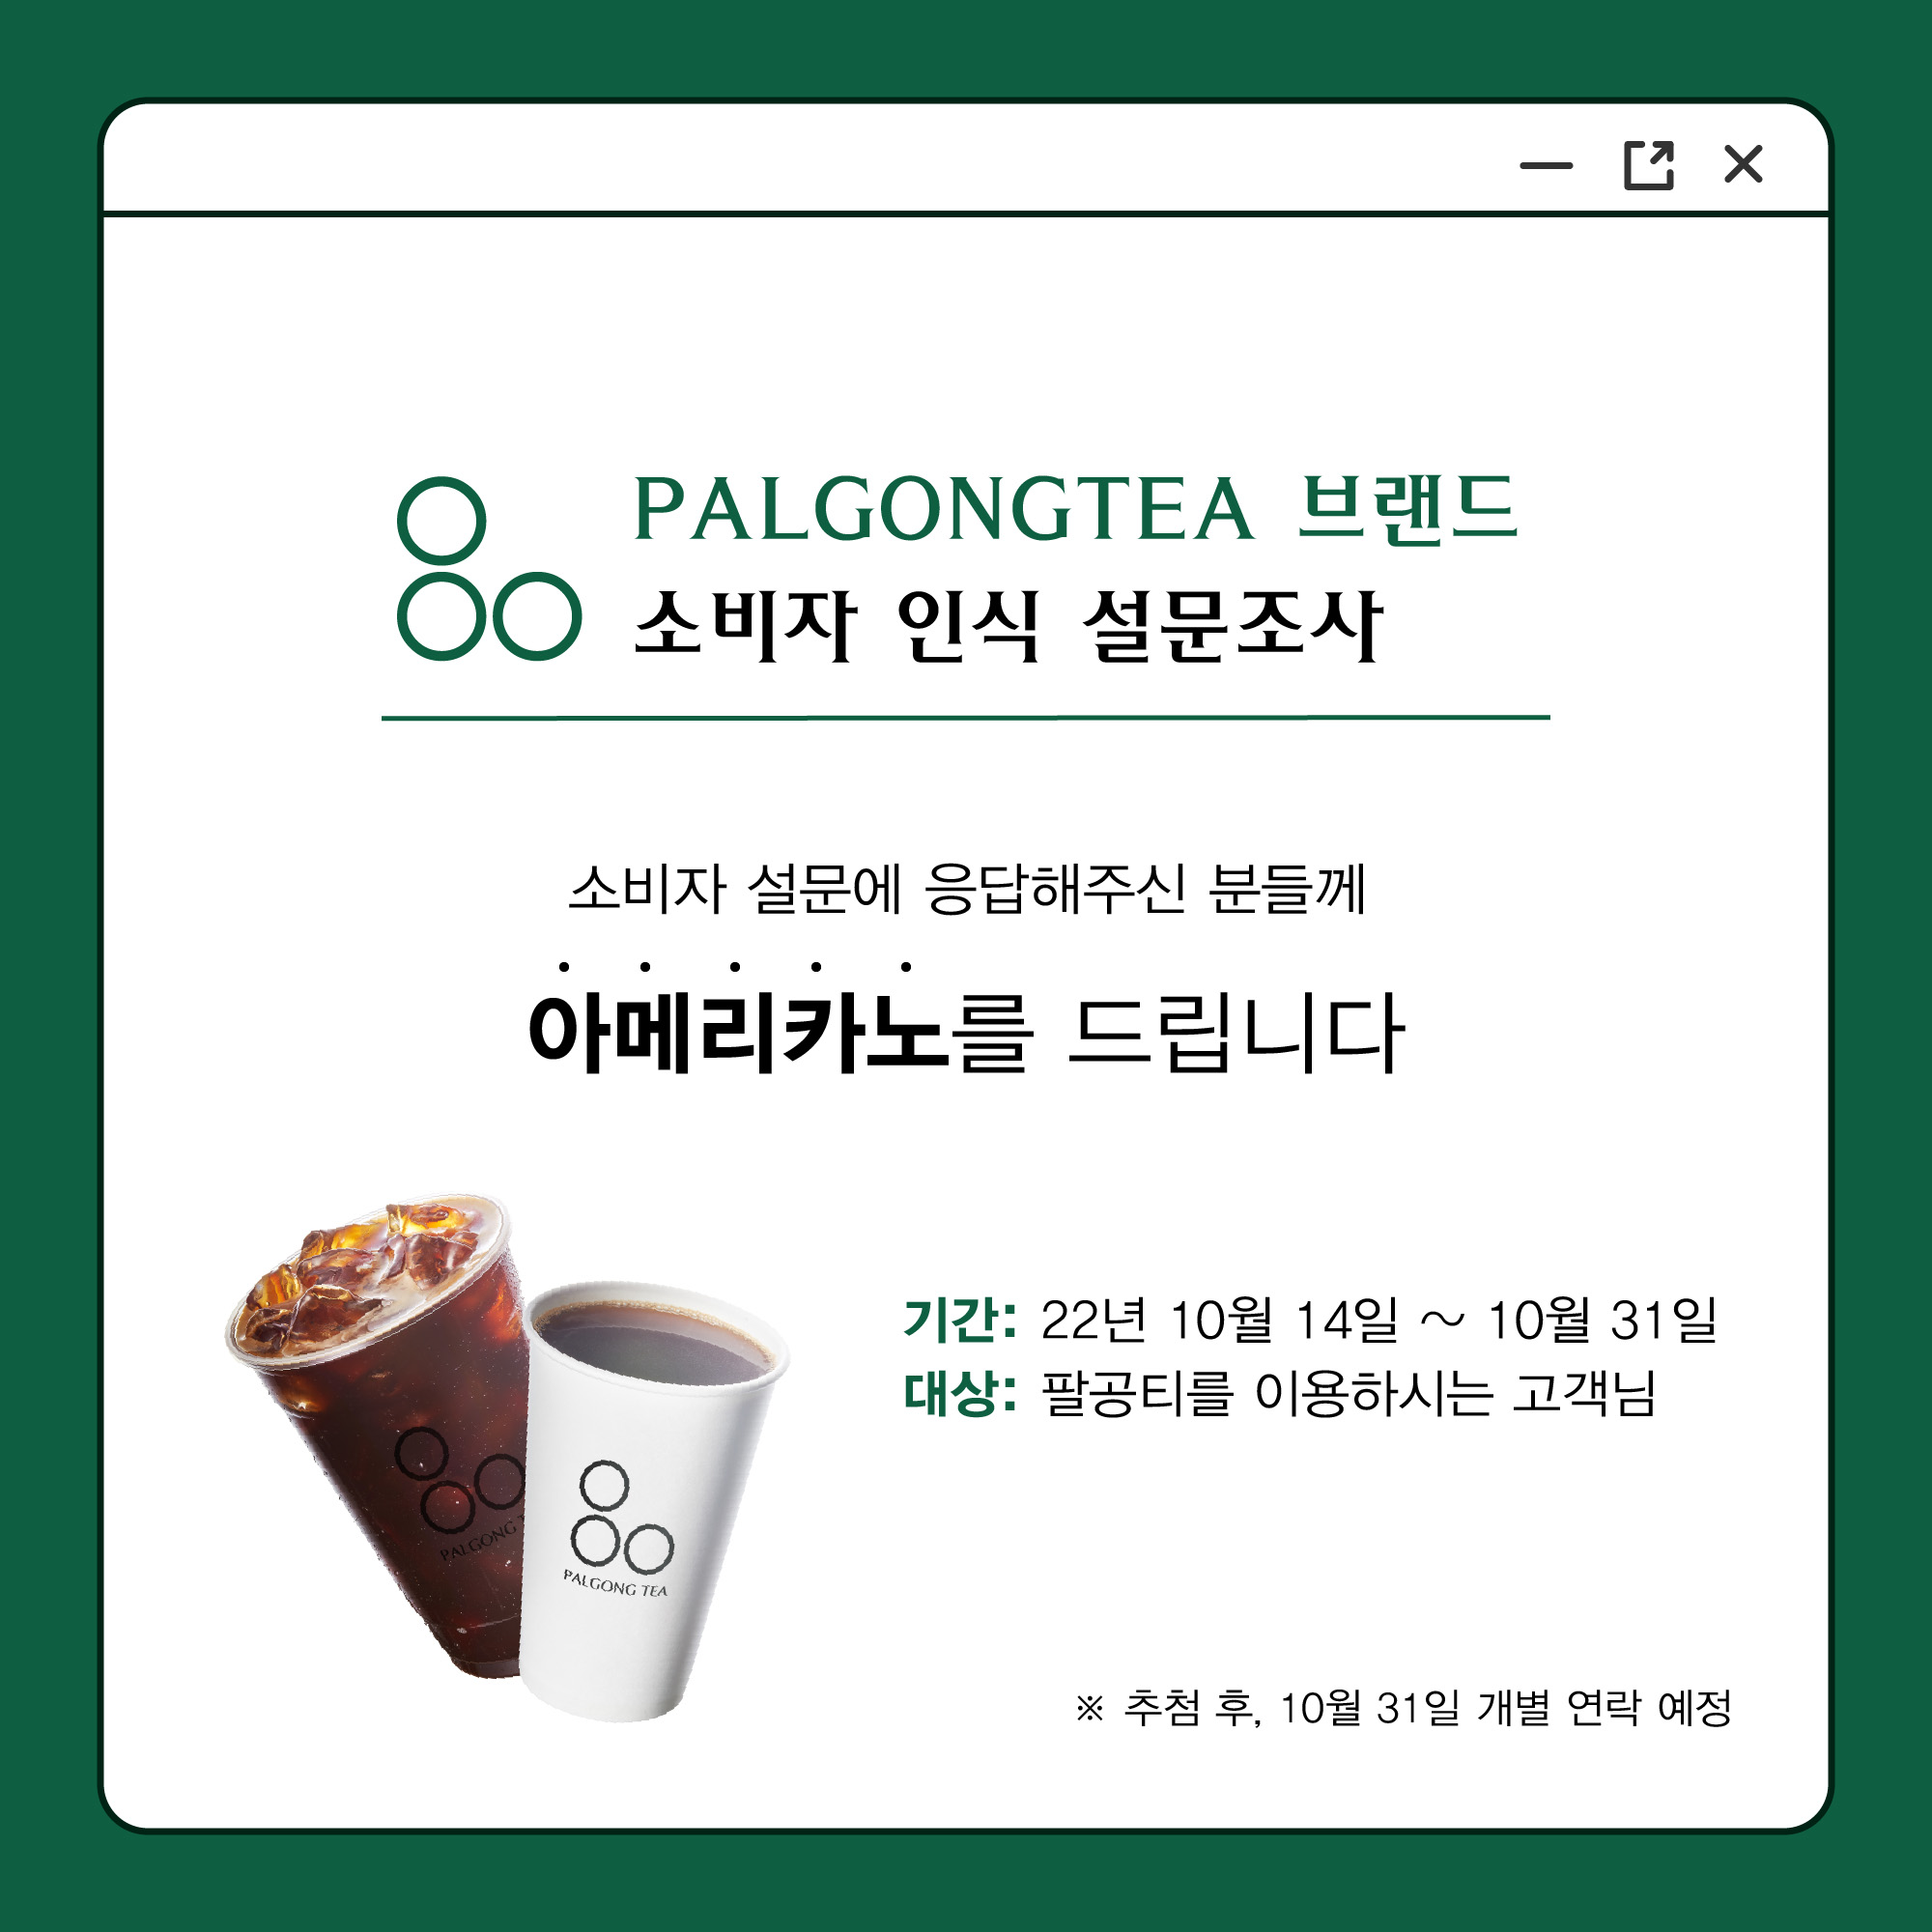 PALGONGTEA 브랜드
소비자 인식 설문조사
소비자 설문에 응답해주신 분들께
아메리카노를 드립니다
기간: 22년 10월 14일 ~ 10월 31일
대상: 팔공티를 이용하시는 고객님
PALGONG T
PALGONG TEA
※ 추첨 후, 10월 31일 개별 연락 예정